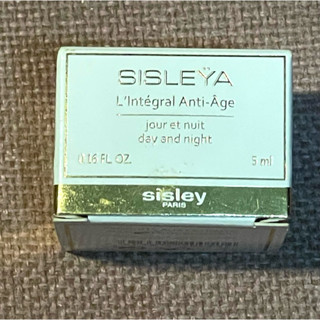 SISLEŸA
L'Intégral Anti-Âge
jour et nuit
day and night
0.16 FL.OZ. 5 ml
sisley
PARIS